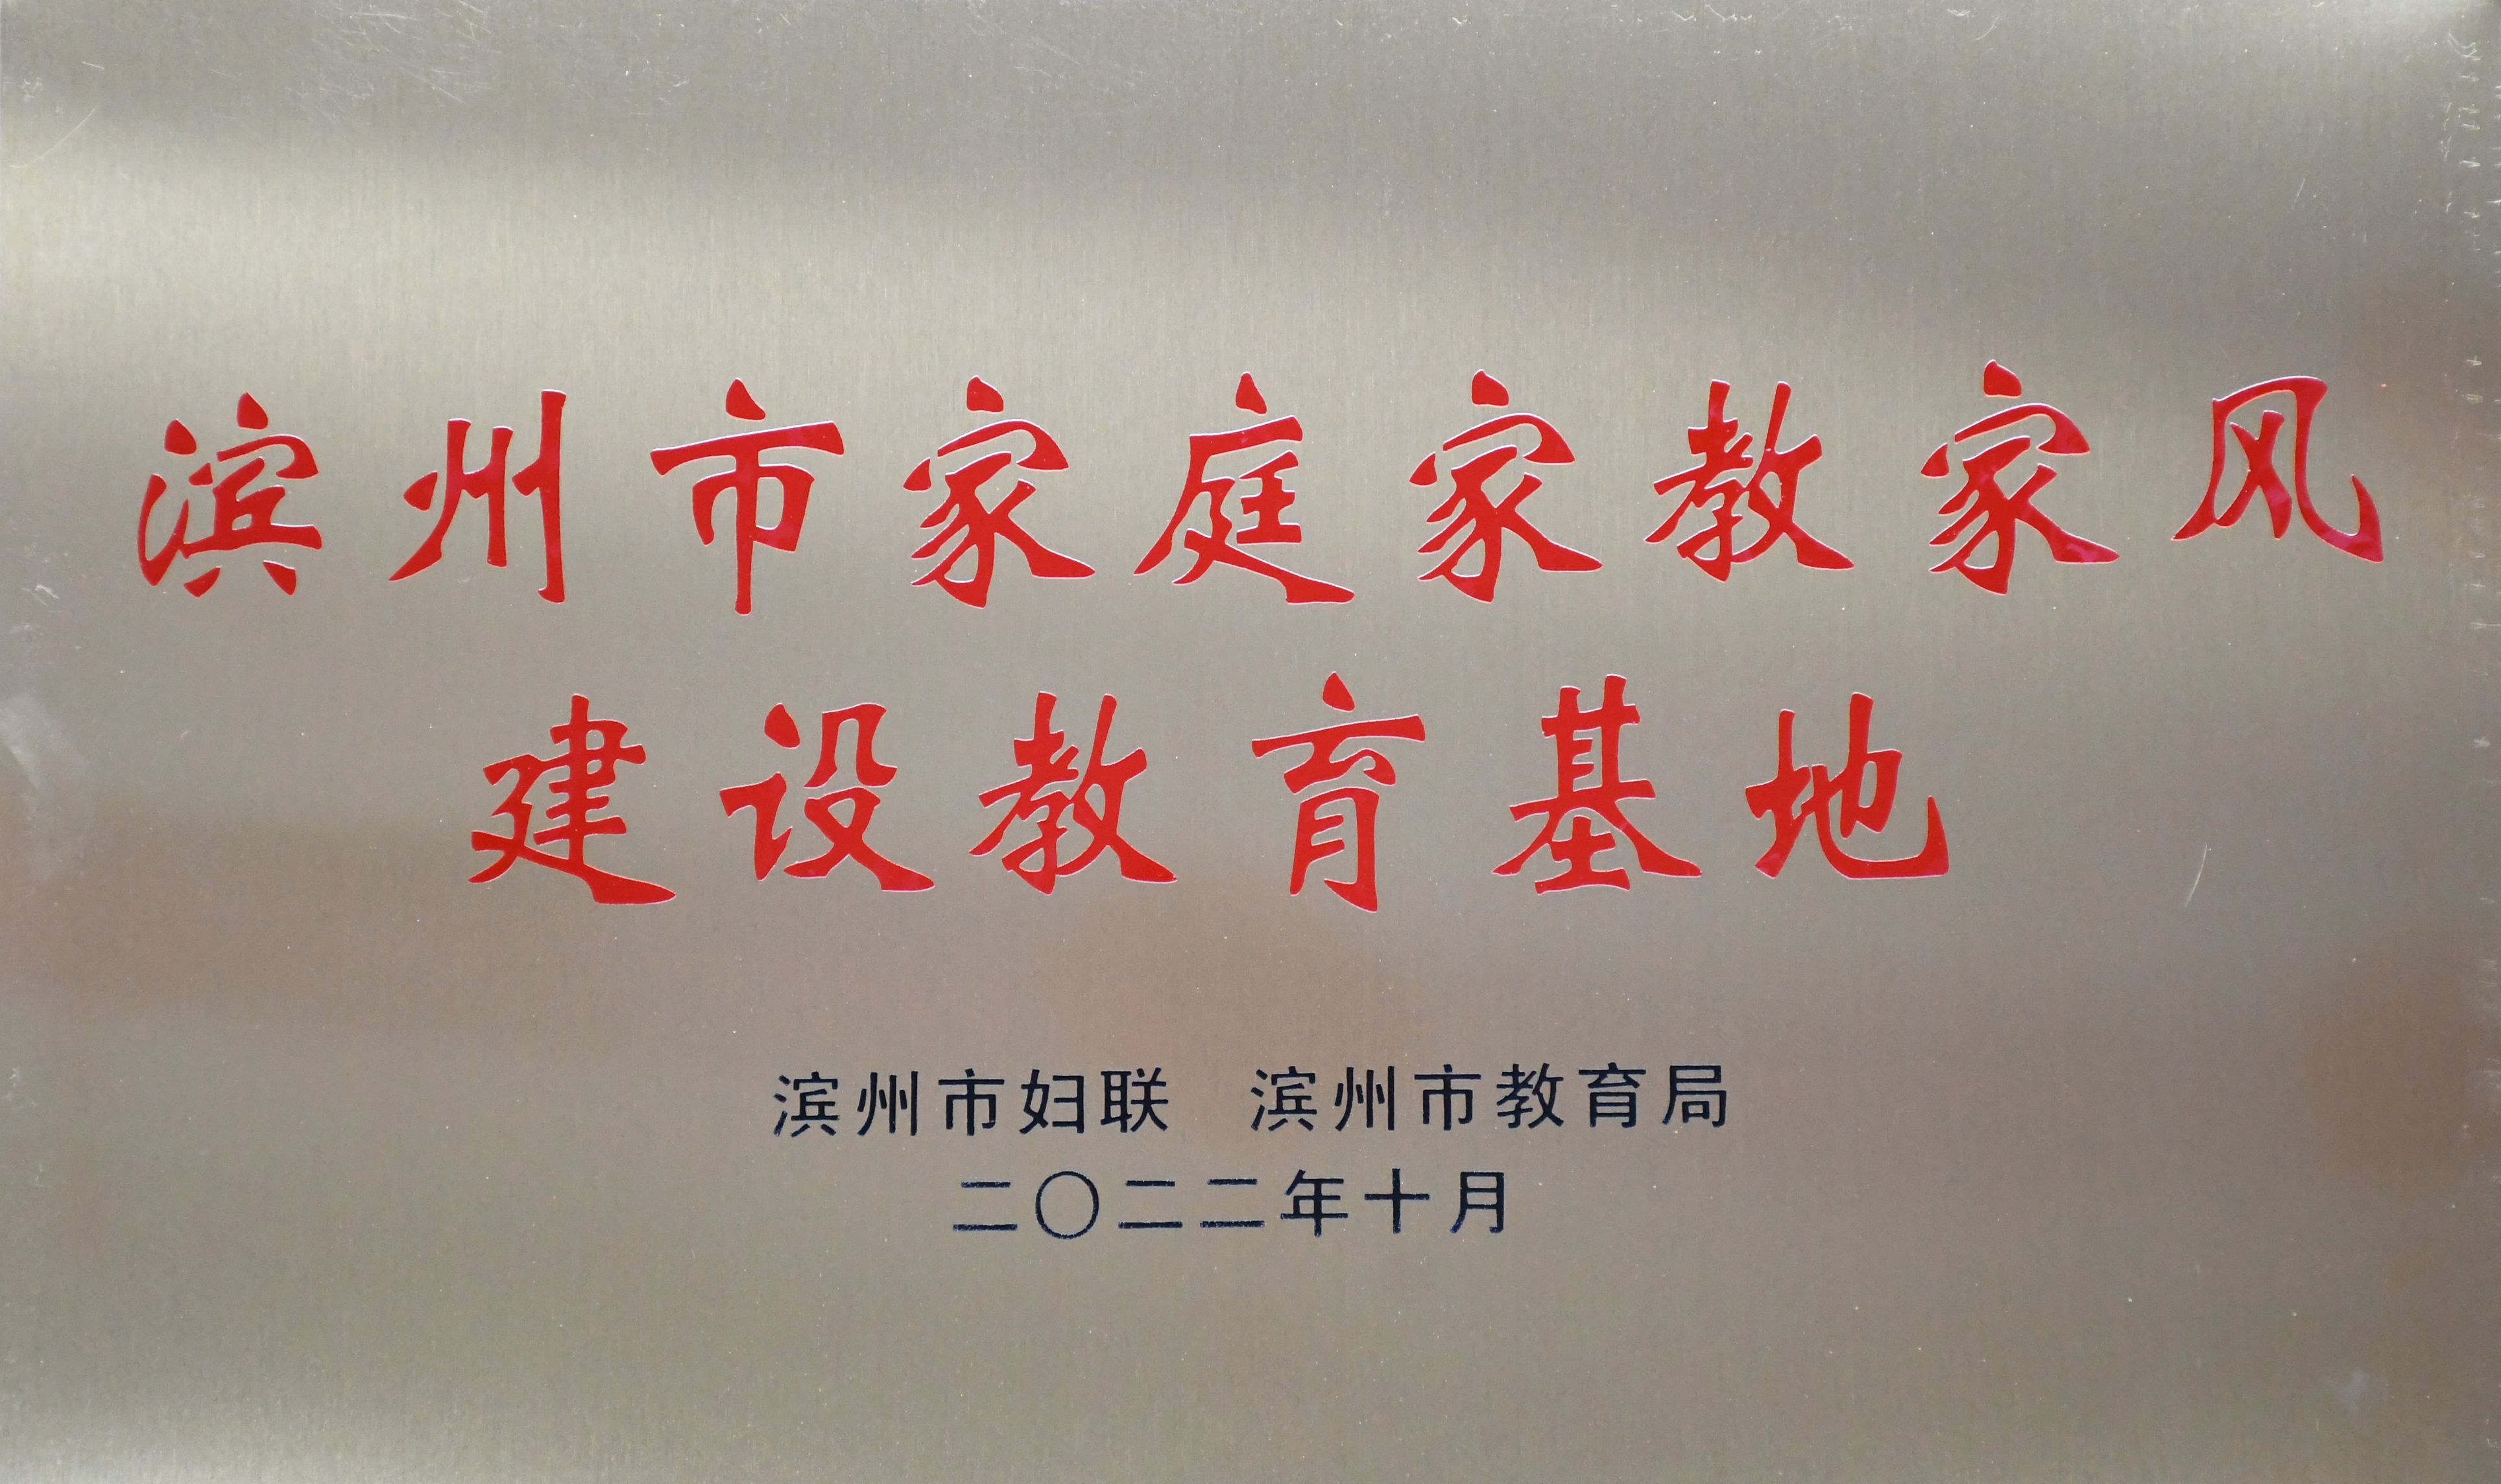 滨州市家庭家教家风
建设教育基地
滨州市妇联 滨州市教育局
二〇二二年十月